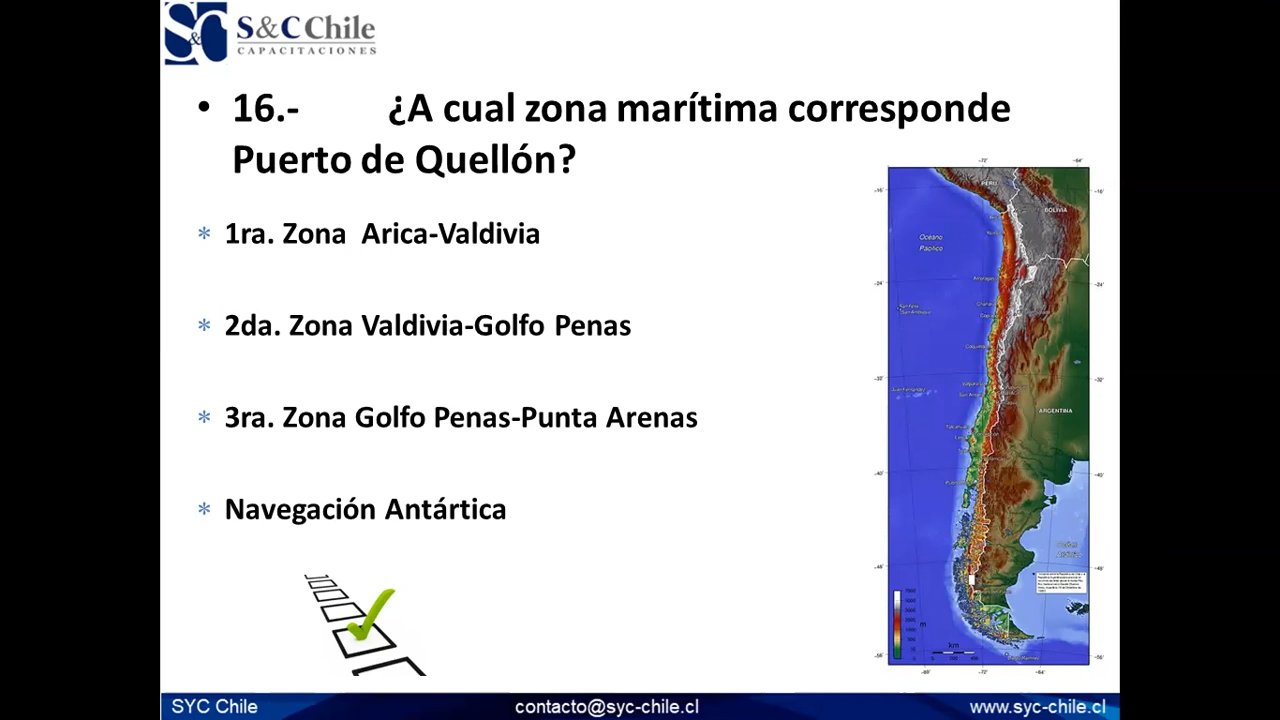 S&C Chile
CAPACITACIONES
• 16.- ¿A cual zona marítima corresponde
Puerto de Quellón?
* 1ra. Zona Arica-Valdivia
* 2da. Zona Valdivia-Golfo Penas
* 3ra. Zona Golfo Penas-Punta Arenas
* Navegación Antártica
PERÚ
BOLIVIA
Océano
Pacífico
ARGENTINA
km
m
SYC Chile
contacto@syc-chile.cl
www.syc-chile.cl